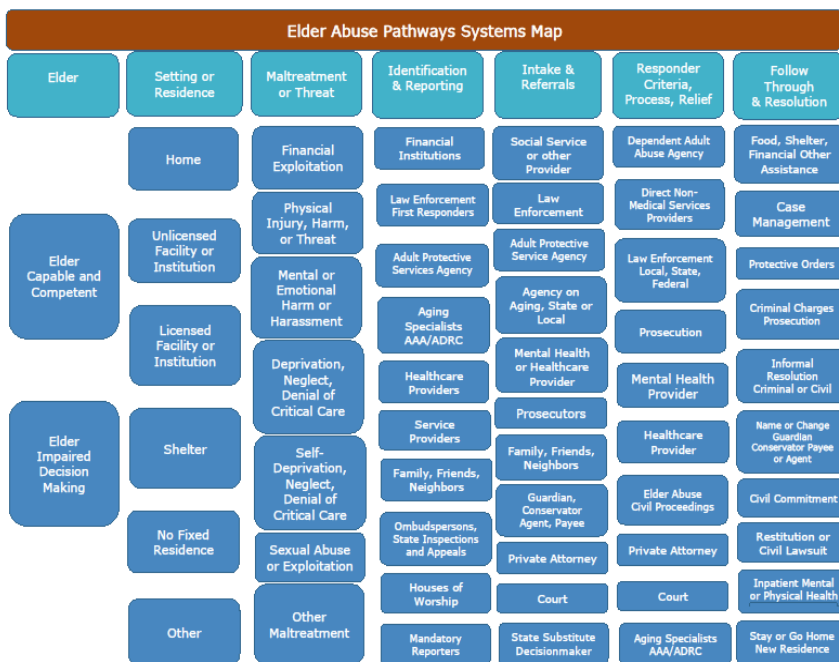 Elder Abuse Pathways Systems Map
Elder
Setting or
Residence
Maltreatment
or Threat
Identification
& Reporting
Intake &
Referrals
Responder
Criteria,
Process, Relief
Follow
Through
& Resolution
Elder
Capable and
Competent
Elder
Impaired
Decision
Making
Home
Unlicensed
Facility or
Institution
Licensed
Facility or
Institution
Shelter
No Fixed
Residence
Other
Financial
Exploitation
Physical
Injury, Harm,
or Threat
Mental or
Emotional
Harm or
Harassment
Deprivation,
Neglect,
Denial of
Critical Care
Self-
Deprivation,
Neglect,
Denial of
Critical Care
Sexual Abuse
or Exploitation
Other
Maltreatment
Financial
Institutions
Law Enforcement
First Responders
Adult Protective
Services Agency
Aging
Specialists
AAA/ADRC
Healthcare
Providers
Service
Providers
Family, Friends,
Neighbors
Ombudspersons,
State Inspections
and Appeals
Houses of
Worship
Mandatory
Reporters
Social Service
or other
Provider
Law
Enforcement
Adult Protective
Service Agency
Agency on
Aging, State or
Local
Mental Health
or Healthcare
Provider
Prosecutors
Family, Friends,
Neighbors
Guardian,
Conservator
Agent, Payee
Private Attorney
Court
State Substitute
Decisionmaker
Dependent Adult
Abuse Agency
Direct Non-
Medical Services
Providers
Law Enforcement
Local, State,
Federal
Prosecution
Mental Health
Provider
Healthcare
Provider
Elder Abuse
Civil Proceedings
Private Attorney
Court
Aging Specialists
AAA/ADRC
Food, Shelter,
Financial Other
Assistance
Case
Management
Protective Orders
Criminal Charges
Prosecution
Informal
Resolution
Criminal or Civil
Name or Change
Guardian
Conservator Payee
or Agent
Civil Commitment
Restitution or
Civil Lawsuit
Inpatient Mental
or Physical Health
Stay or Go Home
New Residence